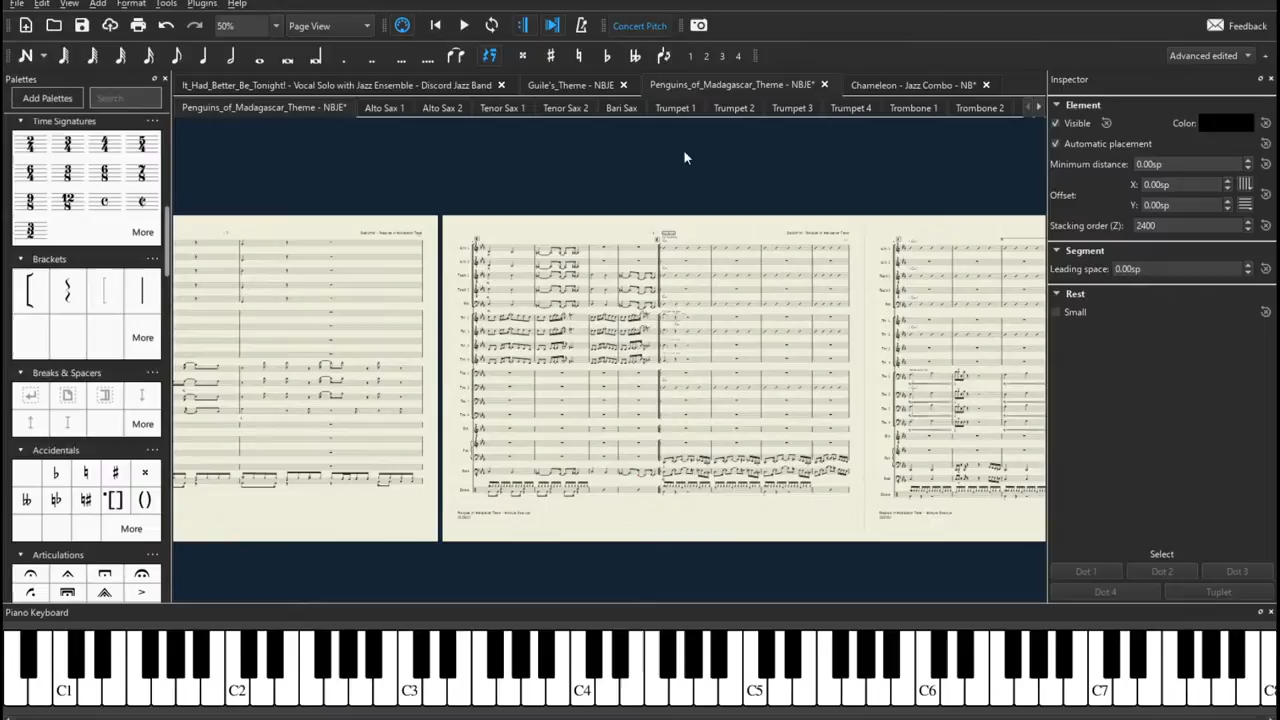 File Edit View Add Format Tools Plugins Help
50% Page View Concert Pitch Feedback
1 2 3 4 Advanced edited
Palettes
It_Had_Better_Be_Tonight! - Vocal Solo with Jazz Ensemble - Discord Jazz Band Guile's_Theme - NBJE Penguins_of_Madagascar_Theme - NBJE* Chameleon - Jazz Combo - NB*
Inspector
Add Palettes Search
Penguins_of_Madagascar_Theme - NBJE* Alto Sax 1 Alto Sax 2 Tenor Sax 1 Tenor Sax 2 Bari Sax Trumpet 1 Trumpet 2 Trumpet 3 Trumpet 4 Trombone 1 Trombone 2
Element
Time Signatures
Visible Color:
Automatic placement
Minimum distance: 0.00sp
X: 0.00sp
Offset:
Y: 0.00sp
Stacking order (Z): 2400
More
Segment
Brackets
Leading space: 0.00sp
Rest
Small
More
Breaks & Spacers
More
Accidentals
More
Articulations
Select
Dot 1 Dot 2 Dot 3
Dot 4 Tuplet
Piano Keyboard
C1 C2 C3 C4 C5 C6 C7